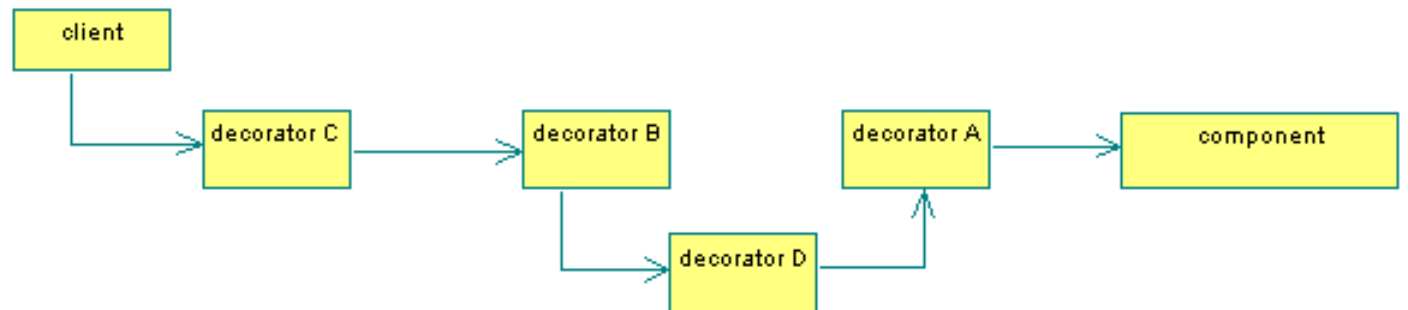 client
decorator C
decorator B
decorator A
component
decorator D